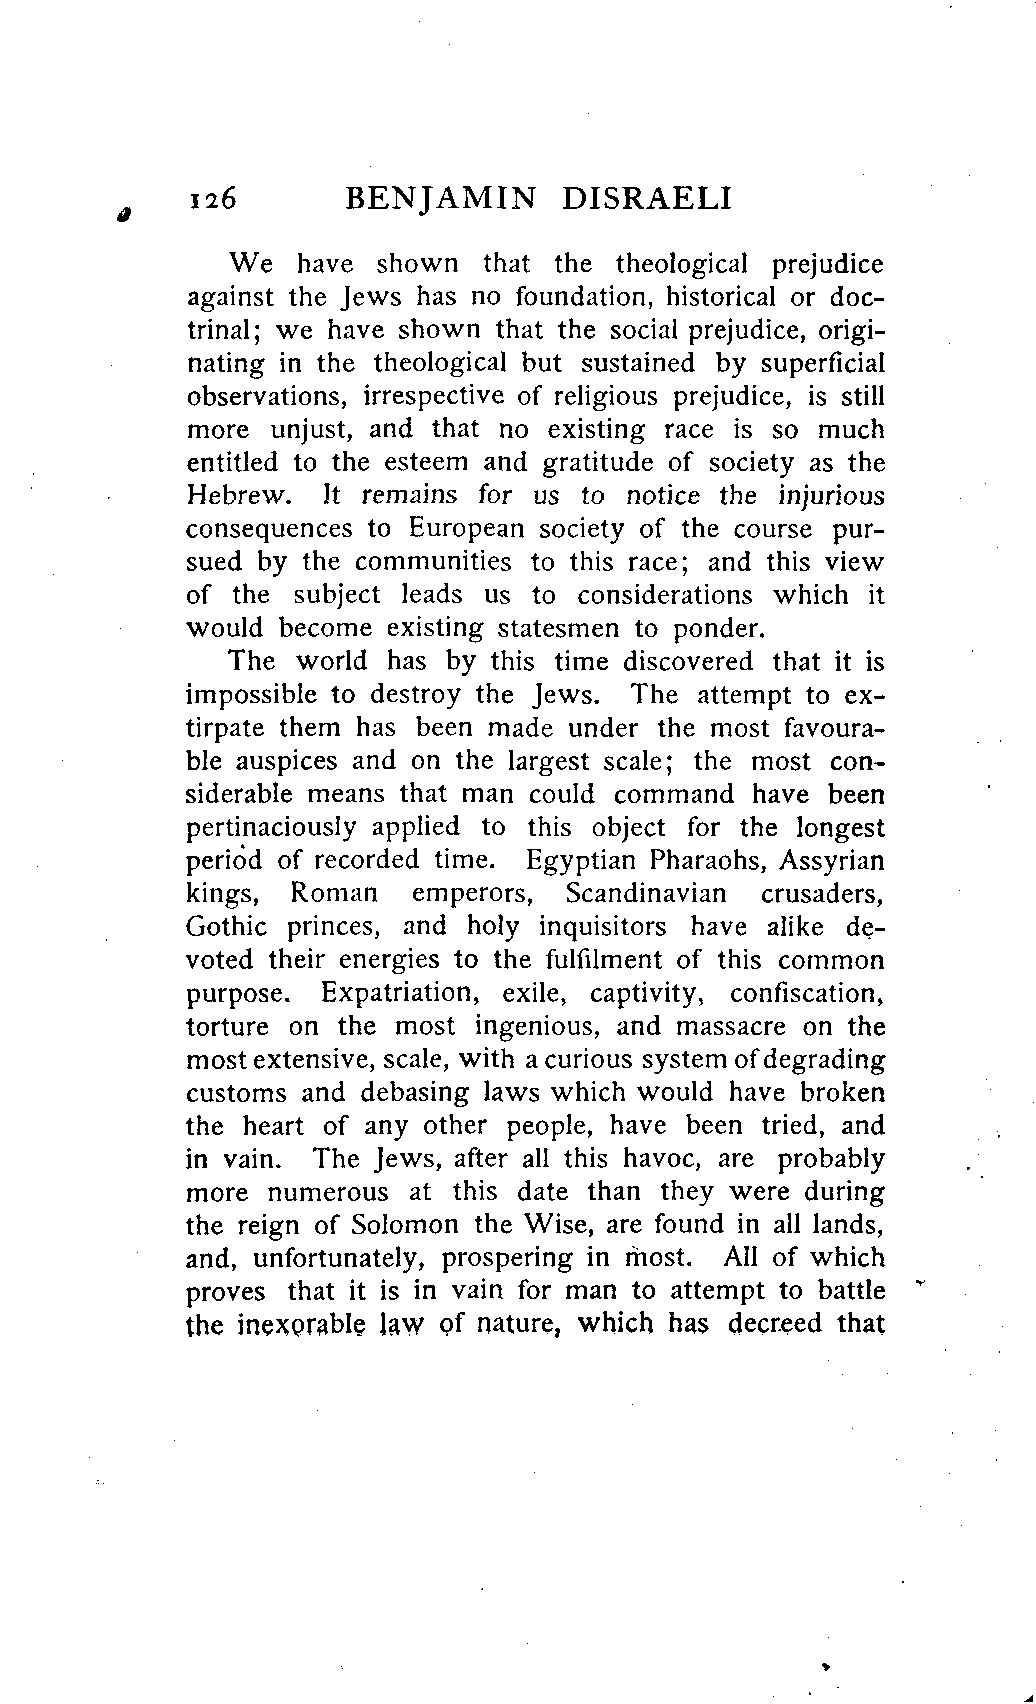 126 BENJAMIN DISRAELI
We have shown that the theological prejudice
against the Jews has no foundation, historical or doc-
trinal; we have shown that the social prejudice, origi-
nating in the theological but sustained by superficial
observations, irrespective of religious prejudice, is still
more unjust, and that no existing race is so much
entitled to the esteem and gratitude of society as the
Hebrew. It remains for us to notice the injurious
consequences to European society of the course pur-
sued by the communities to this race; and this view
of the subject leads us to considerations which it
would become existing statesmen to ponder.
The world has by this time discovered that it is
impossible to destroy the Jews. The attempt to ex-
tirpate them has been made under the most favoura-
ble auspices and on the largest scale; the most con-
siderable means that man could command have been
pertinaciously applied to this object for the longest
period of recorded time. Egyptian Pharaohs, Assyrian
kings, Roman emperors, Scandinavian crusaders,
Gothic princes, and holy inquisitors have alike de-
voted their energies to the fulfilment of this common
purpose. Expatriation, exile, captivity, confiscation,
torture on the most ingenious, and massacre on the
most extensive, scale, with a curious system of degrading
customs and debasing laws which would have broken
the heart of any other people, have been tried, and
in vain. The Jews, after all this havoc, are probably
more numerous at this date than they were during
the reign of Solomon the Wise, are found in all lands,
and, unfortunately, prospering in most. All of which
proves that it is in vain for man to attempt to battle
the inexorable law of nature, which has decreed that